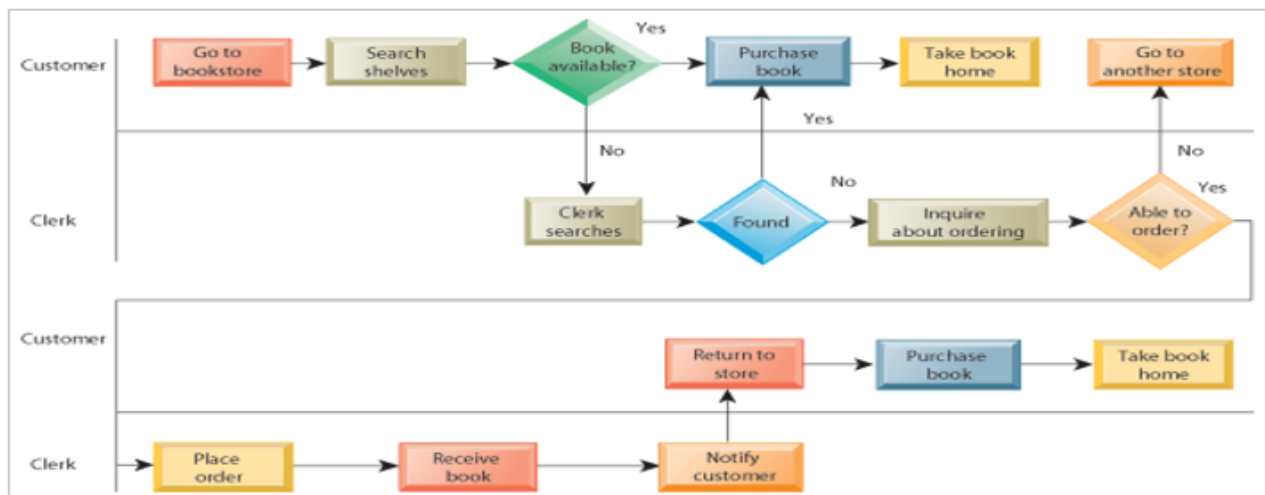 Yes
Customer
Go to
bookstore
Search
shelves
Book
available?
Purchase
book
Take book
home
Go to
another store
Yes
No
No
No
Yes
Clerk
Clerk
searches
Found
Inquire
about ordering
Able to
order?
Customer
Return to
store
Purchase
book
Take book
home
Clerk
Place
order
Receive
book
Notify
customer